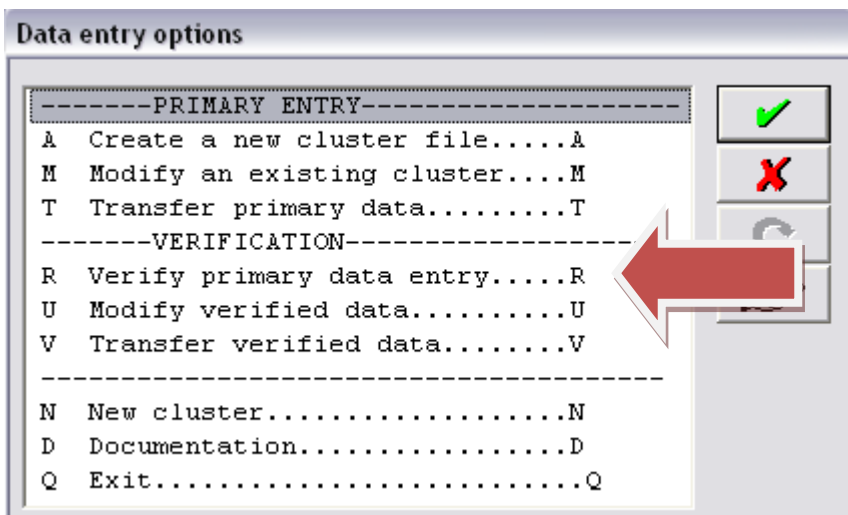 Data entry options
-------PRIMARY ENTRY--------------------
A  Create a new cluster file.....A
M  Modify an existing cluster....M
T  Transfer primary data.........T
-------VERIFICATION-------------------
R  Verify primary data entry.....R
U  Modify verified data..........U
V  Transfer verified data........V
---------------------------------------
N  New cluster...................N
D  Documentation.................D
Q  Exit...........................Q